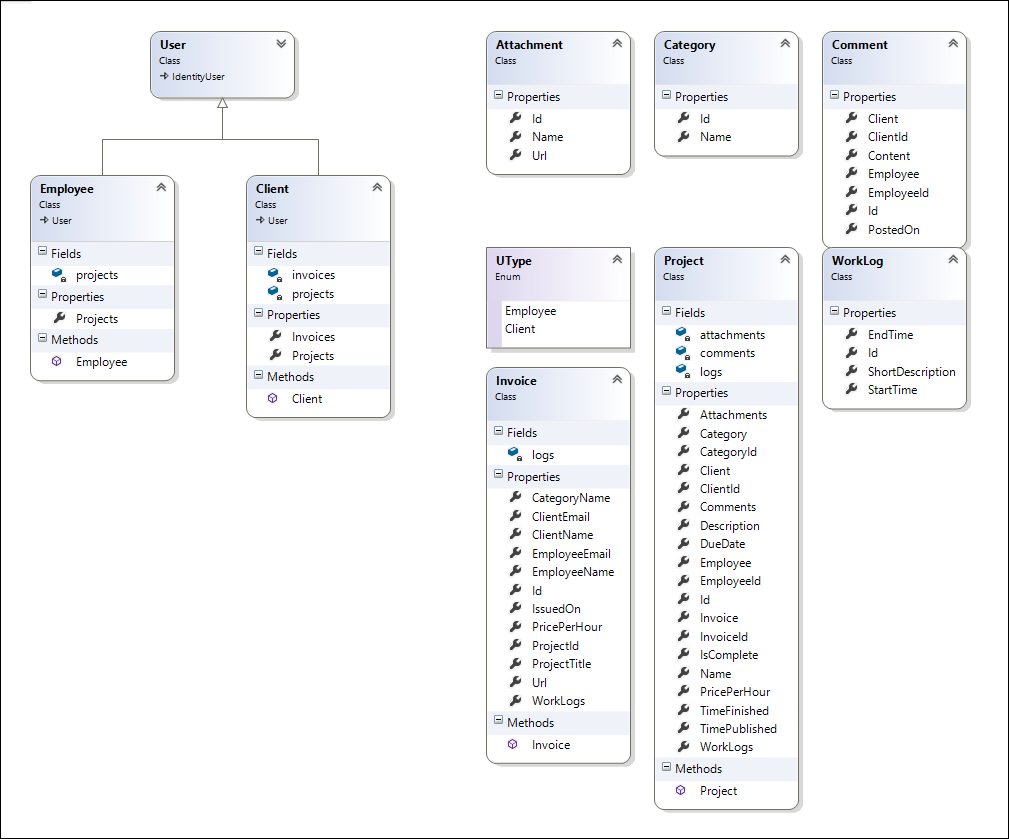 User
Class
IdentityUser
Employee
Class
User
Fields
projects
Properties
Projects
Methods
Employee
Client
Class
User
Fields
invoices
projects
Properties
Invoices
Projects
Methods
Client
Attachment
Class
Properties
Id
Name
Url
Category
Class
Properties
Id
Name
Comment
Class
Properties
Client
ClientId
Content
Employee
EmployeeId
Id
PostedOn
UType
Enum
Employee
Client
Invoice
Class
Fields
logs
Properties
CategoryName
ClientEmail
ClientName
EmployeeEmail
EmployeeName
Id
IssuedOn
PricePerHour
ProjectId
ProjectTitle
Url
WorkLogs
Methods
Invoice
Project
Class
Fields
attachments
comments
logs
Properties
Attachments
Category
CategoryId
Client
ClientId
Comments
Description
DueDate
Employee
EmployeeId
Id
Invoice
InvoiceId
IsComplete
Name
PricePerHour
TimeFinished
TimePublished
WorkLogs
Methods
Project
WorkLog
Class
Properties
EndTime
Id
ShortDescription
StartTime